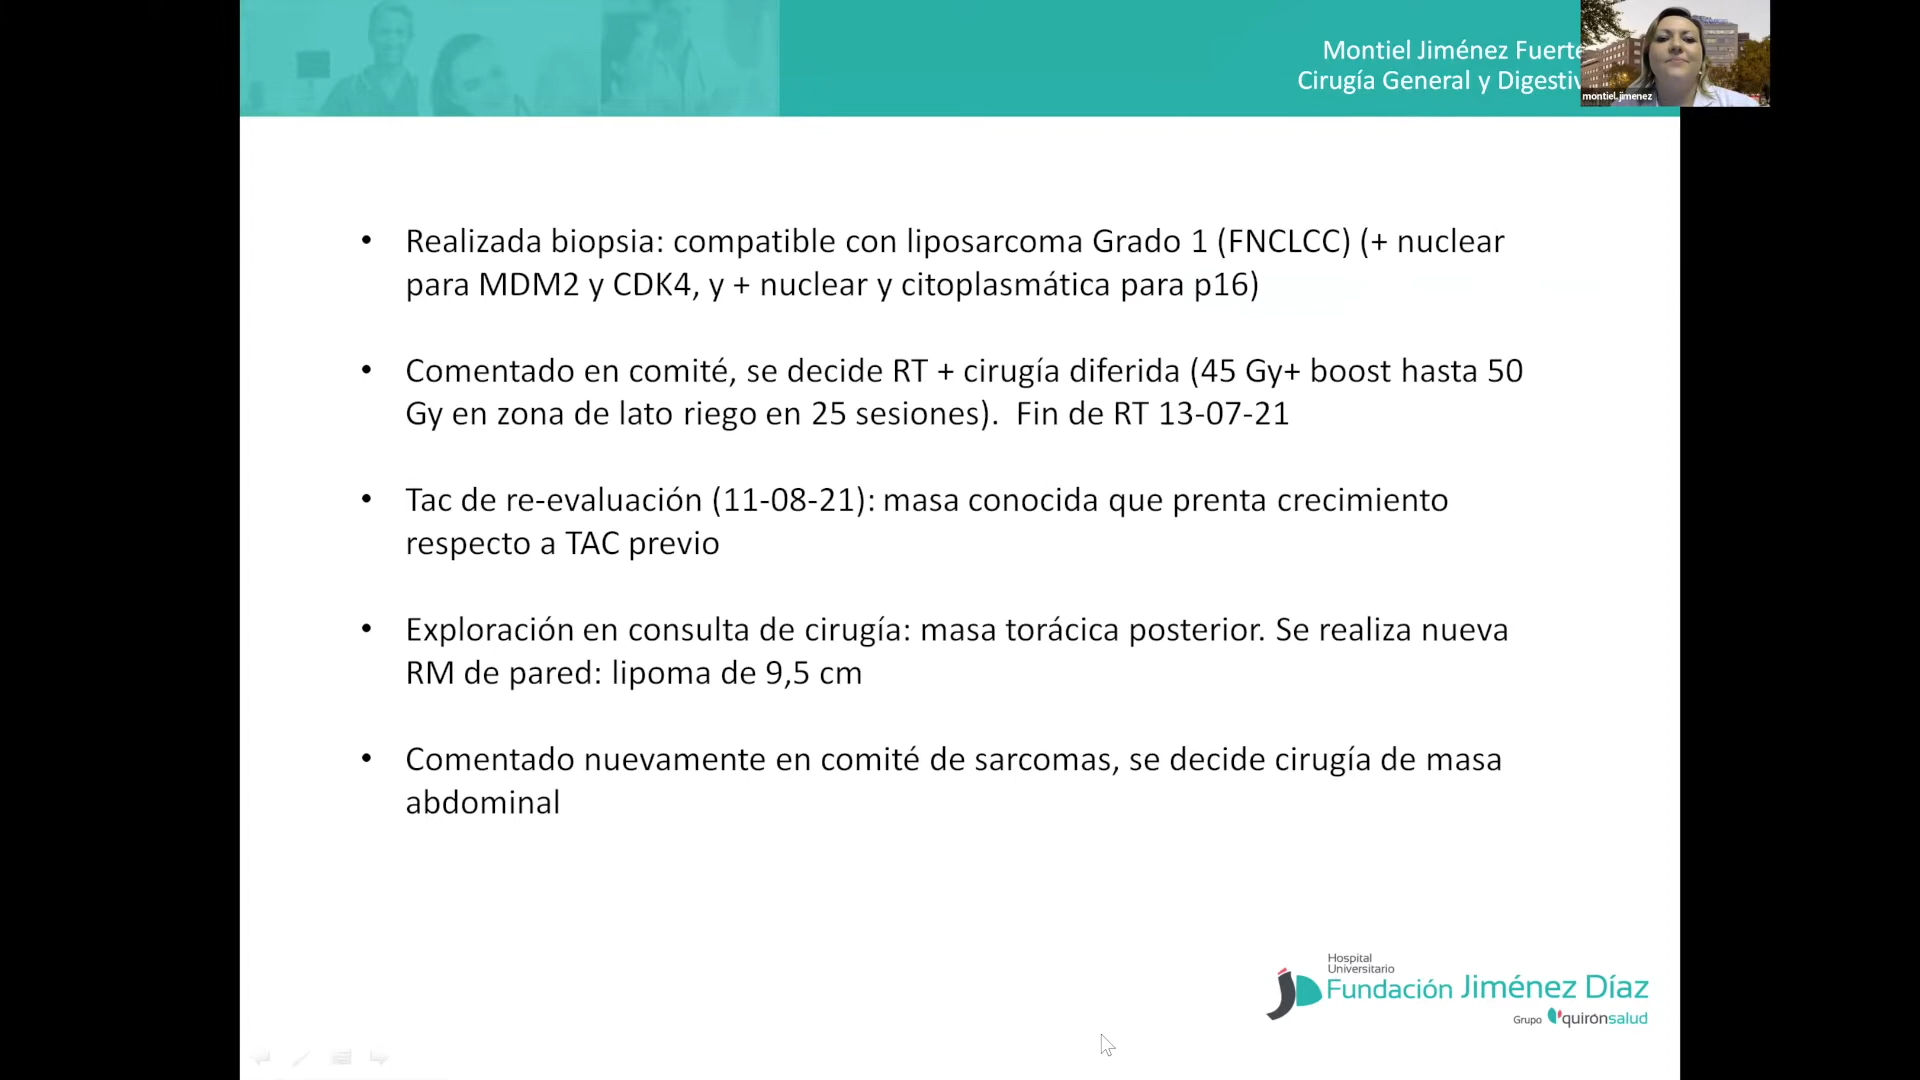 Montiel Jiménez Fuerte
Cirugía General y Digestiv
montiel.jimenez
• Realizada biopsia: compatible con liposarcoma Grado 1 (FNCLCC) (+ nuclear
para MDM2 y CDK4, y + nuclear y citoplasmática para p16)
• Comentado en comité, se decide RT + cirugía diferida (45 Gy+ boost hasta 50
Gy en zona de lato riego en 25 sesiones). Fin de RT 13-07-21
• Tac de re-evaluación (11-08-21): masa conocida que prenta crecimiento
respecto a TAC previo
• Exploración en consulta de cirugía: masa torácica posterior. Se realiza nueva
RM de pared: lipoma de 9,5 cm
• Comentado nuevamente en comité de sarcomas, se decide cirugía de masa
abdominal
Hospital
Universitario
Fundación Jiménez Díaz
Grupo quirónsalud